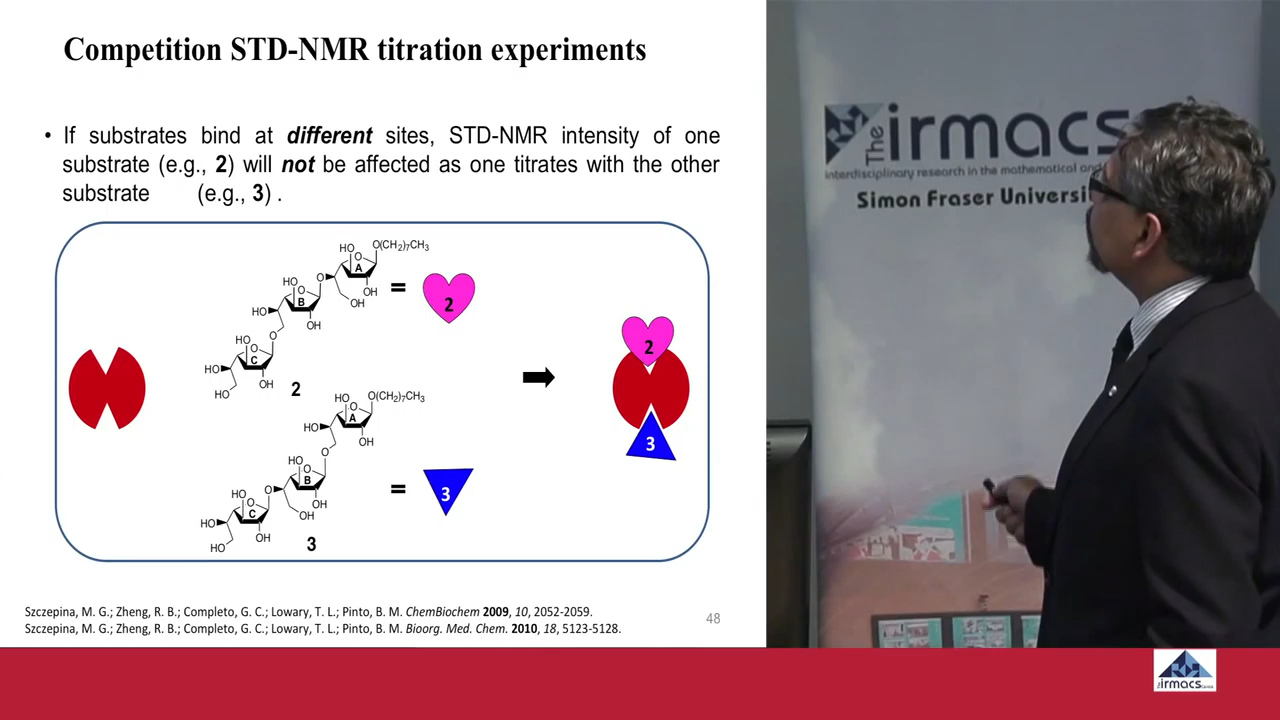 Competition STD-NMR titration experiments
• If substrates bind at different sites, STD-NMR intensity of one
substrate (e.g., 2) will not be affected as one titrates with the other
substrate (e.g., 3) .
HO
O(CH2)7CH3
O
A
HO
O
OH
HO
O
B
OH
HO
OH
O
HO
O
HO
C
OH
HO
2
= 2
HO
O(CH2)7CH3
O
A
HO
OH
O
HO
O
B
HO
O
OH
O
HO
C
HO
OH
HO
3
= 3
2
3
Szczepina, M. G.; Zheng, R. B.; Completo, G. C.; Lowary, T. L.; Pinto, B. M. ChemBiochem 2009, 10, 2052-2059.
Szczepina, M. G.; Zheng, R. B.; Completo, G. C.; Lowary, T. L.; Pinto, B. M. Bioorg. Med. Chem. 2010, 18, 5123-5128.
48
The irmacs
interdisciplinary research in the mathematical and
Simon Fraser Universi
the irmacs